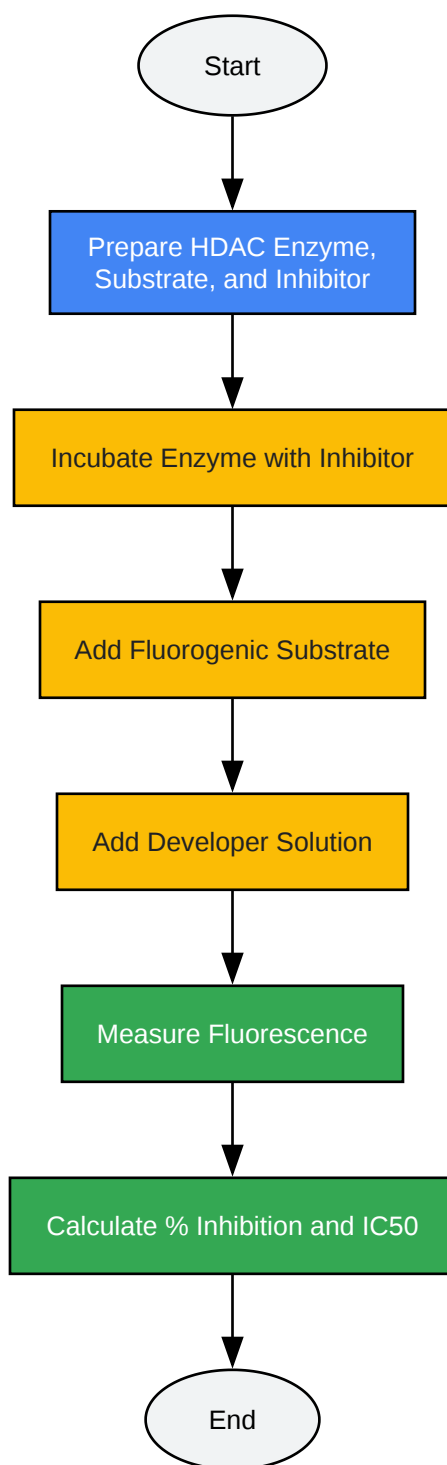 Start
Prepare HDAC Enzyme,
Substrate, and Inhibitor
Incubate Enzyme with Inhibitor
Add Fluorogenic Substrate
Add Developer Solution
Measure Fluorescence
Calculate % Inhibition and IC50
End